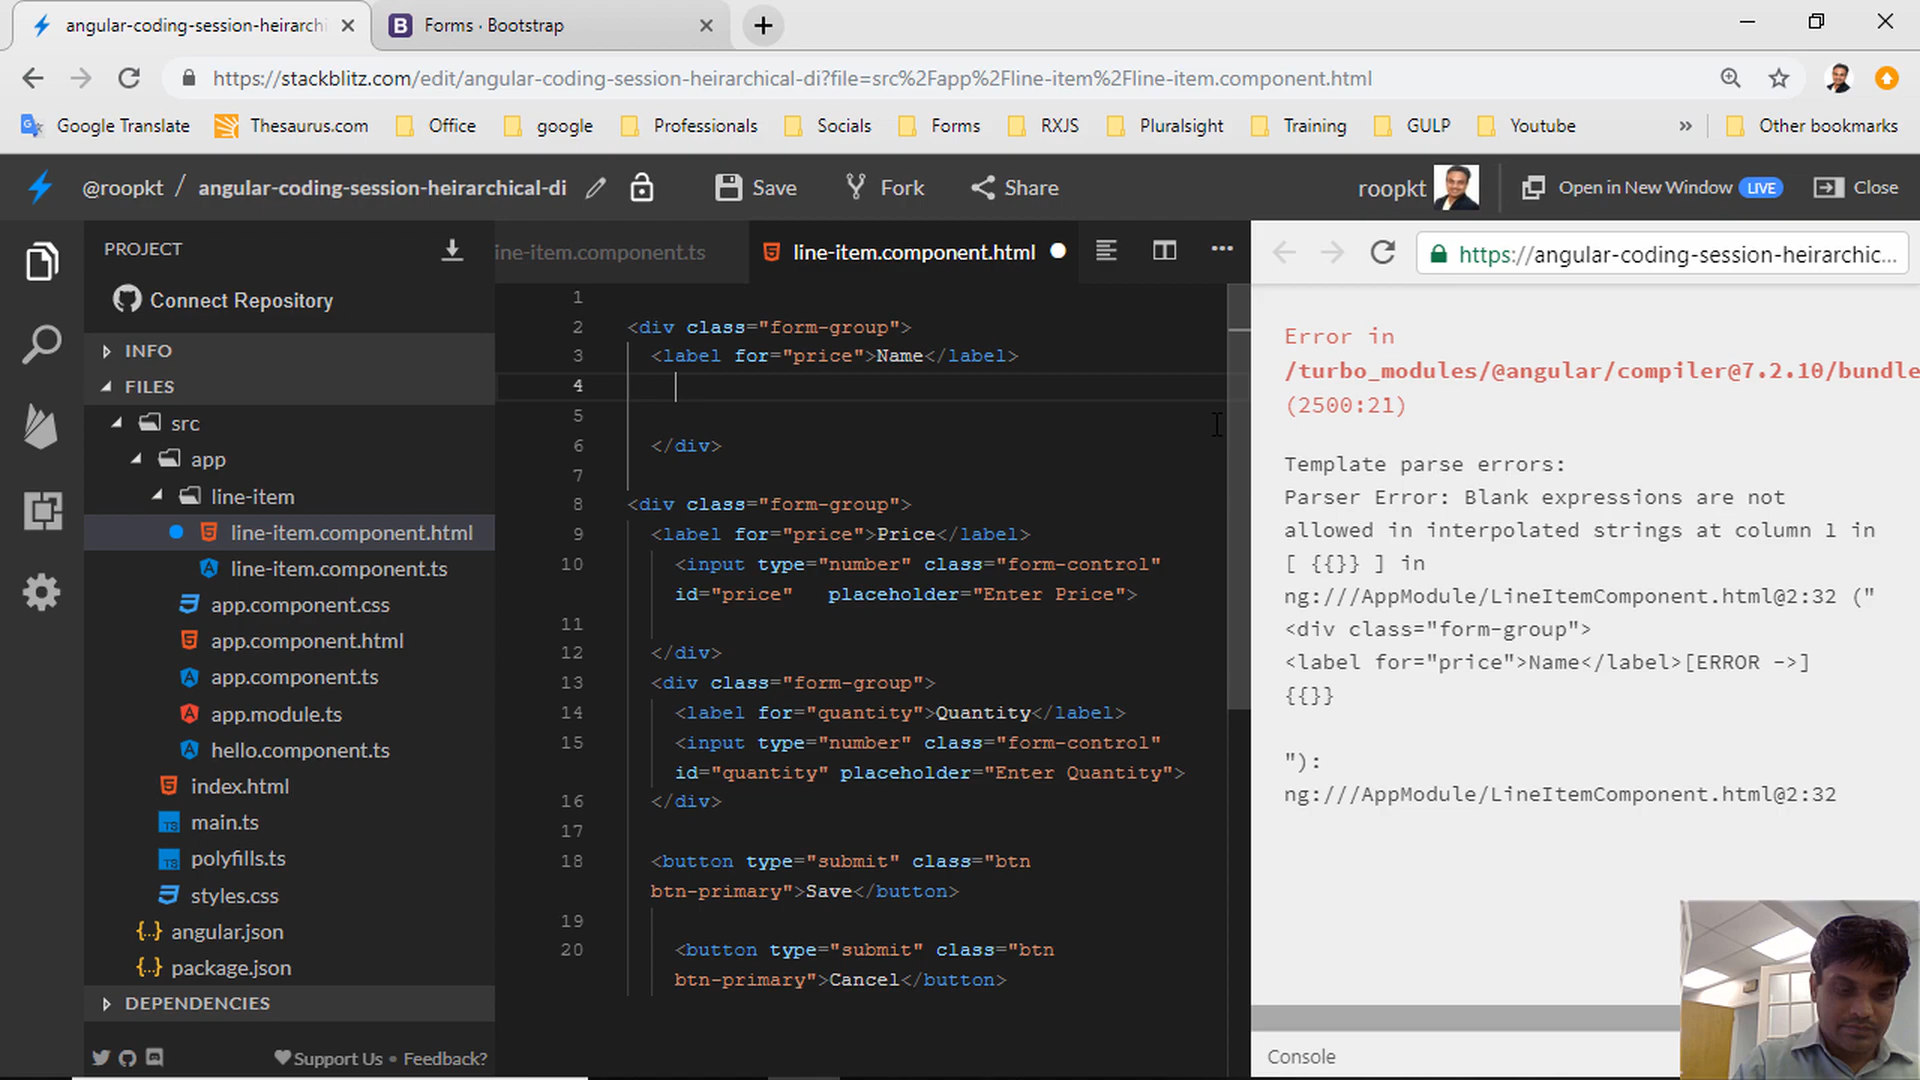 angular-coding-session-heirarchi
Forms · Bootstrap
https://stackblitz.com/edit/angular-coding-session-heirarchical-di?file=src%2Fapp%2Fline-item%2Fline-item.component.html
Google Translate
Thesaurus.com
Office
google
Professionals
Socials
Forms
RXJS
Pluralsight
Training
GULP
Youtube
»
Other bookmarks
@roopkt / angular-coding-session-heirarchical-di
Save
Fork
Share
roopkt
Open in New Window LIVE
Close
PROJECT
Connect Repository
INFO
FILES
src
app
line-item
line-item.component.html
line-item.component.ts
app.component.css
app.component.html
app.component.ts
app.module.ts
hello.component.ts
index.html
main.ts
polyfills.ts
styles.css
angular.json
package.json
DEPENDENCIES
Support Us • Feedback?
ine-item.component.ts
line-item.component.html
1
2 <div class="form-group">
3 <label for="price">Name</label>
4
5
6 </div>
7
8 <div class="form-group">
9 <label for="price">Price</label>
10 <input type="number" class="form-control"
id="price" placeholder="Enter Price">
11
12 </div>
13 <div class="form-group">
14 <label for="quantity">Quantity</label>
15 <input type="number" class="form-control"
id="quantity" placeholder="Enter Quantity">
16 </div>
17
18 <button type="submit" class="btn
btn-primary">Save</button>
19
20 <button type="submit" class="btn
btn-primary">Cancel</button>
https://angular-coding-session-heirarchic...
Error in
/turbo_modules/@angular/compiler@7.2.10/bundle
(2500:21)
Template parse errors:
Parser Error: Blank expressions are not
allowed in interpolated strings at column 1 in
[ {{}} ] in
ng:///AppModule/LineItemComponent.html@2:32 ("
<div class="form-group">
<label for="price">Name</label>[ERROR ->]
{{}}
"):
ng:///AppModule/LineItemComponent.html@2:32
Console